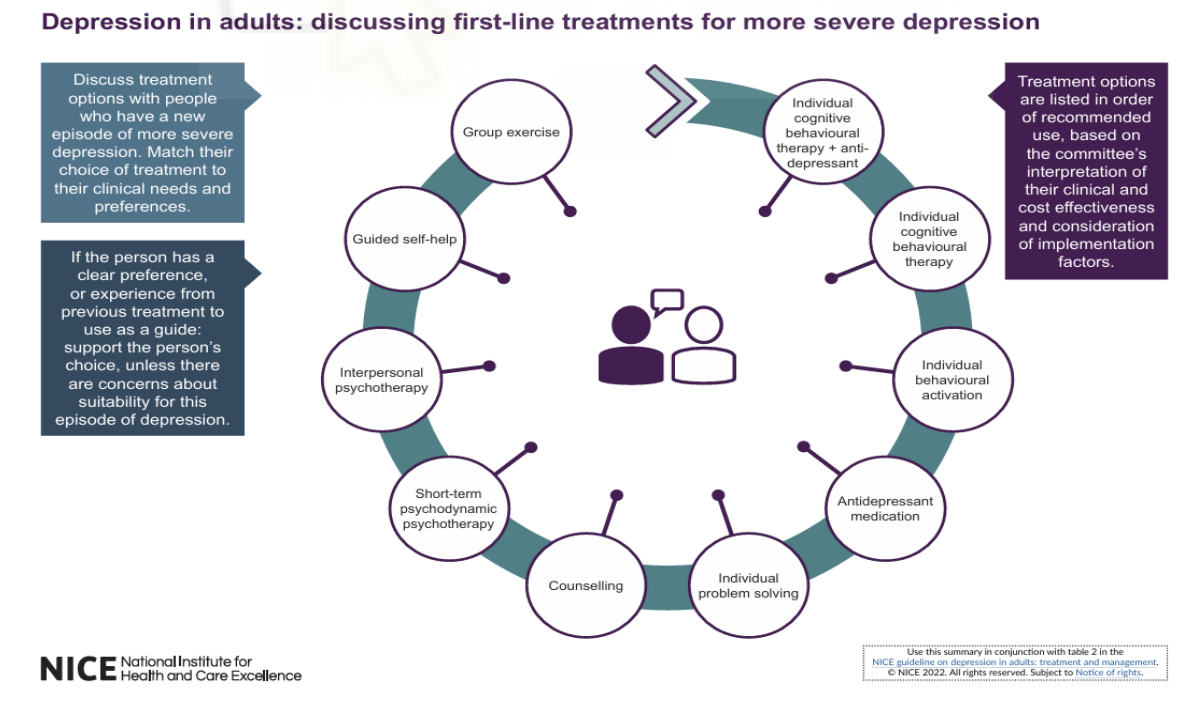 Depression in adults: discussing first-line treatments for more severe depression
Discuss treatment
options with people
who have a new
episode of more severe
depression. Match their
choice of treatment to
their clinical needs and
preferences.
If the person has a
clear preference,
or experience from
previous treatment to
use as a guide:
support the person's
choice, unless there
are concerns about
suitability for this
episode of depression.
Treatment options
are listed in order
of recommended
use, based on
the committee's
interpretation of
their clinical and
cost effectiveness
and consideration
of implementation
factors.
Individual
cognitive
behavioural
therapy + anti-
depressant
Individual
cognitive
behavioural
therapy
Individual
behavioural
activation
Antidepressant
medication
Individual
problem solving
Counselling
Short-term
psychodynamic
psychotherapy
Interpersonal
psychotherapy
Guided self-help
Group exercise
NICE National Institute for
Health and Care Excellence
Use this summary in conjunction with table 2 in the
NICE guideline on depression in adults: treatment and management.
© NICE 2022. All rights reserved. Subject to Notice of rights.